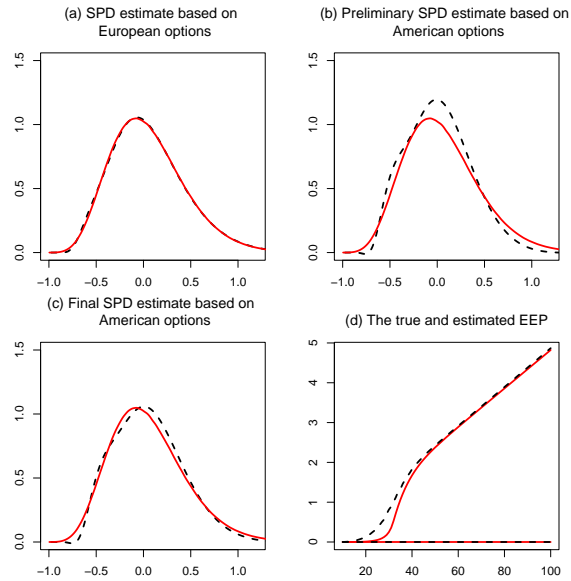 (a) SPD estimate based on
European options
1.5
1.0
0.5
0.0
−1.0 −0.5 0.0 0.5 1.0
(b) Preliminary SPD estimate based on
American options
1.5
1.0
0.5
0.0
−1.0 −0.5 0.0 0.5 1.0
(c) Final SPD estimate based on
American options
1.5
1.0
0.5
0.0
−1.0 −0.5 0.0 0.5 1.0
(d) The true and estimated EEP
5
4
3
2
1
0
20 40 60 80 100